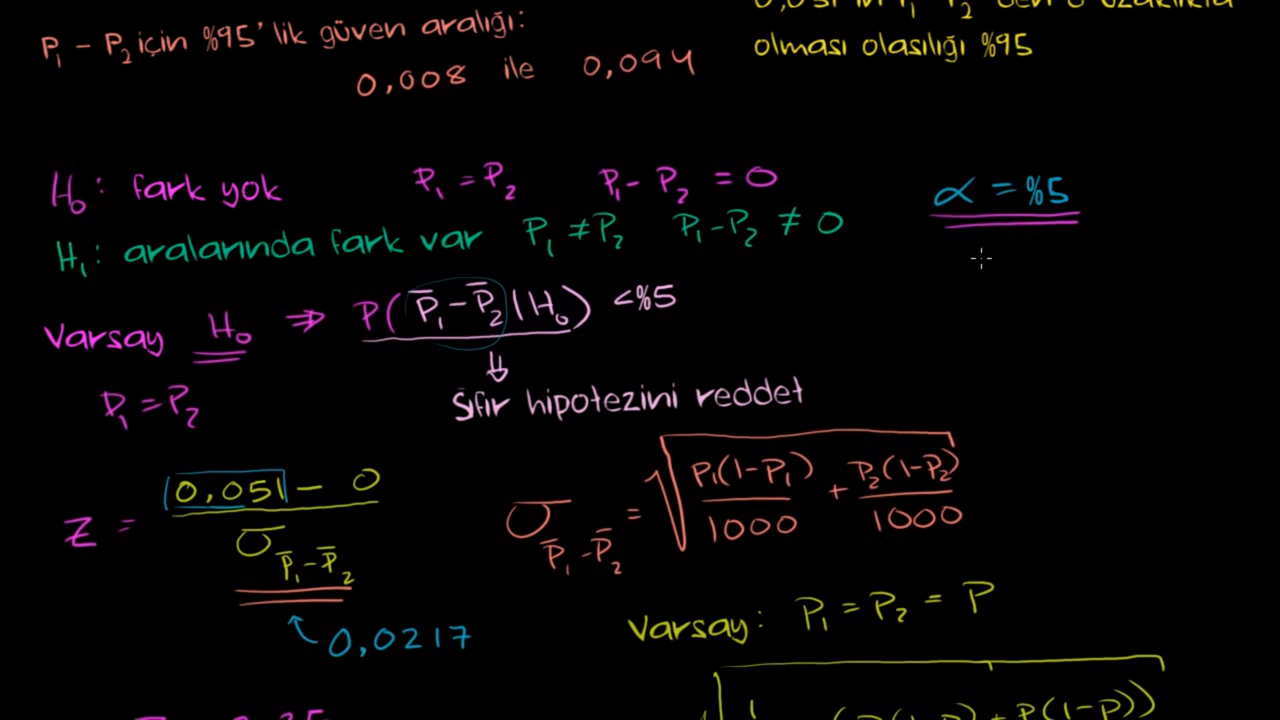 P₁ - P₂ için %95'lik güven aralığı:
0,008 ile 0,094
olması olasılığı %95
H₀: fark yok P₁ = P₂ P₁ - P₂ = 0
α = %5
H₁: aralarında fark var P₁ ≠ P₂ P₁ - P₂ ≠ 0
Varsay H₀ ⇒ P(P̅₁ - P̅₂ | H₀) < %5
⇓
P₁ = P₂
Sıfır hipotezini reddet
Z = (0,051 - 0) / σ_P̅₁-P̅₂
0,0217
σ_P̅₁-P̅₂ = √(P₁(1-P₁)/1000 + P₂(1-P₂)/1000)
Varsay: P₁ = P₂ = P